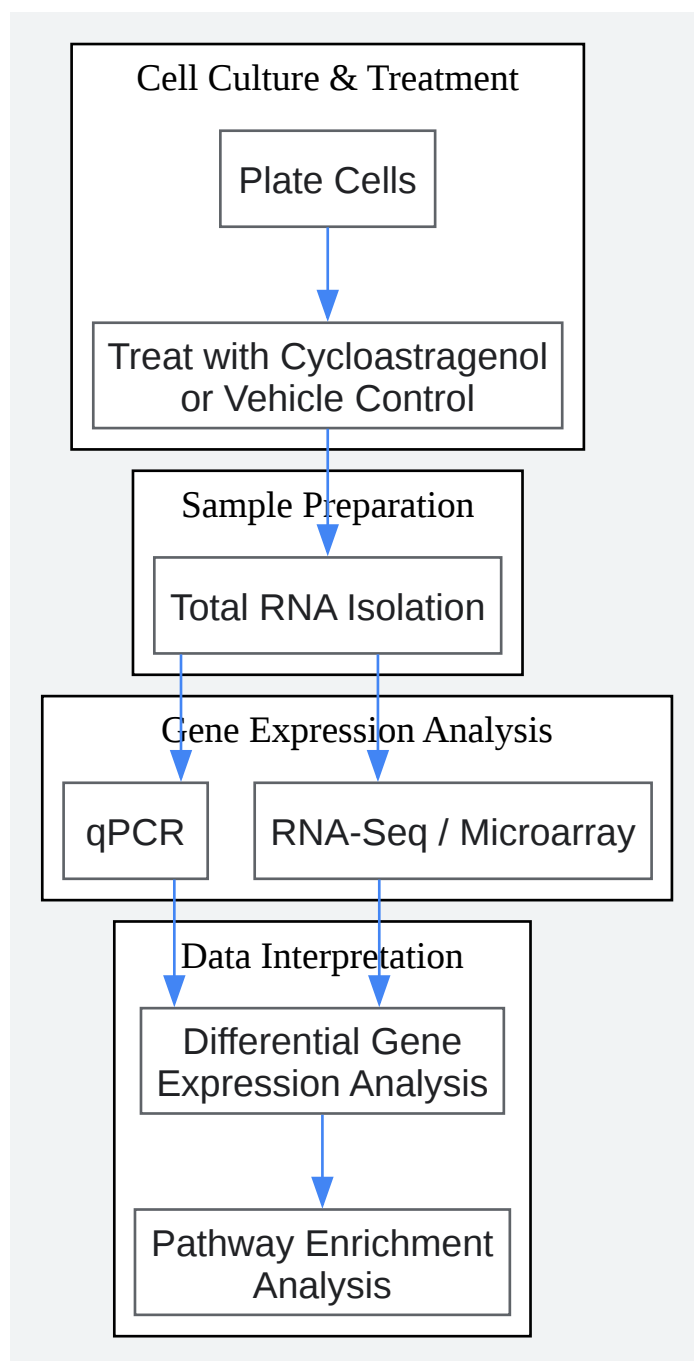 Cell Culture & Treatment
Plate Cells
Treat with Cycloastragenol
or Vehicle Control
Sample Preparation
Total RNA Isolation
Gene Expression Analysis
qPCR
RNA-Seq / Microarray
Data Interpretation
Differential Gene
Expression Analysis
Pathway Enrichment
Analysis